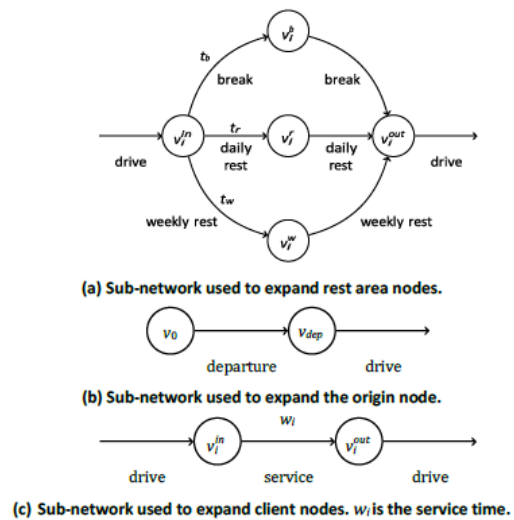 v_i^b
t_b
break break
v_i^in t_r v_i^r v_i^out
drive daily rest daily rest drive
t_w
weekly rest weekly rest
v_i^w
(a) Sub-network used to expand rest area nodes.
v_0 v_dep
departure drive
(b) Sub-network used to expand the origin node.
w_i
v_i^in v_i^out
drive service drive
(c) Sub-network used to expand client nodes. w_i is the service time.